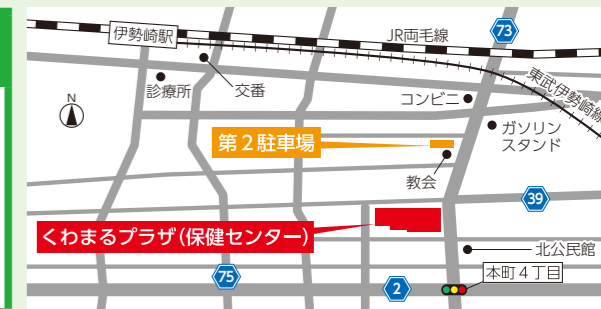 伊勢崎駅
JR両毛線
73
東武伊勢崎線
診療所
交番
コンビニ
N
ガソリン
スタンド
第2駐車場
教会
39
くわまるプラザ(保健センター)
北公民館
75
2
本町4丁目